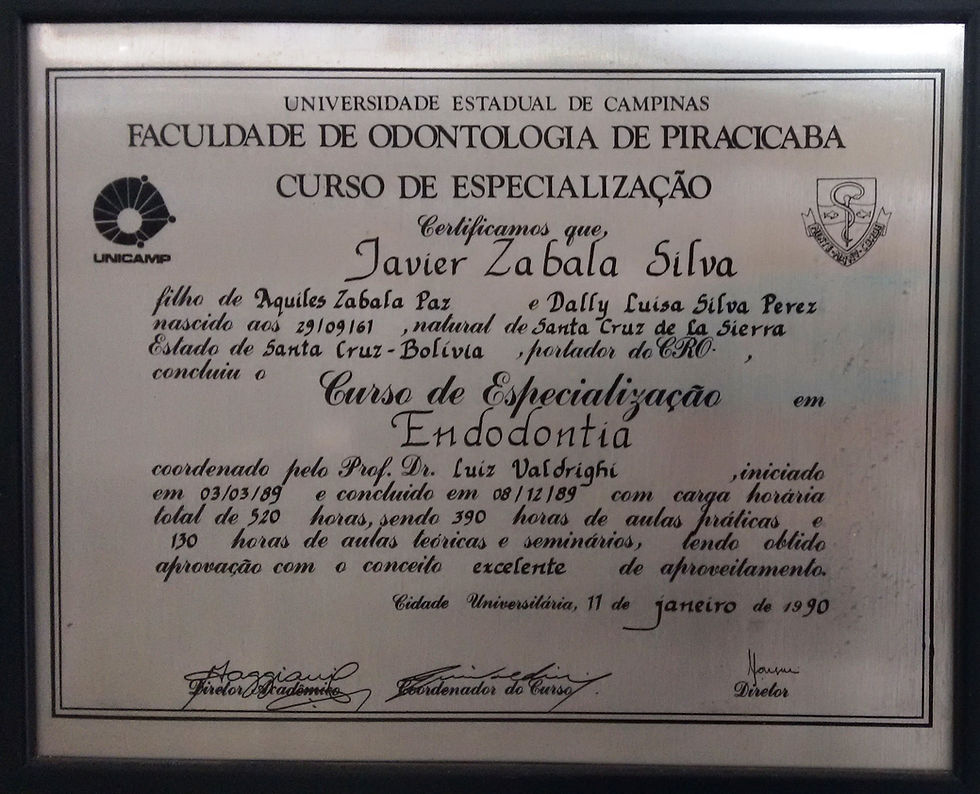 UNIVERSIDADE ESTADUAL DE CAMPINAS
FACULDADE DE ODONTOLOGIA DE PIRACICABA
CURSO DE ESPECIALIZAÇÃO
UNICAMP
Certificamos que,
Javier Zabala Silva
filho de Aquiles Zabala Paz e Dally Luisa Silva Perez
nascido aos 29/09/61 , natural de Santa Cruz de La Sierra
Estado de Santa Cruz-Bolívia , portador do CRO- ,
concluiu o
Curso de Especialização em
Endodontia
coordenado pelo Prof. Dr. Luiz Valdrighi , iniciado
em 03/03/89 e concluido em 08/12/89 com carga horária
total de 520 horas, sendo 390 horas de aulas práticas e
130 horas de aulas teóricas e seminários, tendo obtido
aprovação com o conceito excelente de aproveitamento.
Cidade Universitária, 11 de janeiro de 1990
Diretor Acadêmico Coordenador do Curso Diretor